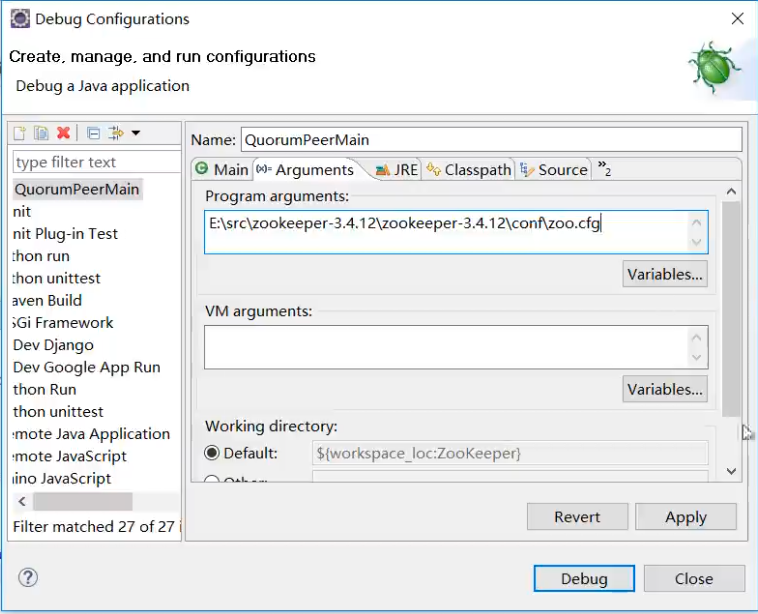 Debug Configurations
Create, manage, and run configurations
Debug a Java application
Name: QuorumPeerMain
type filter text
QuorumPeerMain
nit
nit Plug-in Test
thon run
thon unittest
aven Build
SGi Framework
Dev Django
Dev Google App Run
thon Run
thon unittest
emote Java Application
emote JavaScript
hino JavaScript
Filter matched 27 of 27 i
Main (x)= Arguments JRE Classpath Source »2
Program arguments:
E:\src\zookeeper-3.4.12\zookeeper-3.4.12\conf\zoo.cfg
Variables...
VM arguments:
Variables...
Working directory:
Default: ${workspace_loc:ZooKeeper}
Other:
Revert Apply
Debug Close